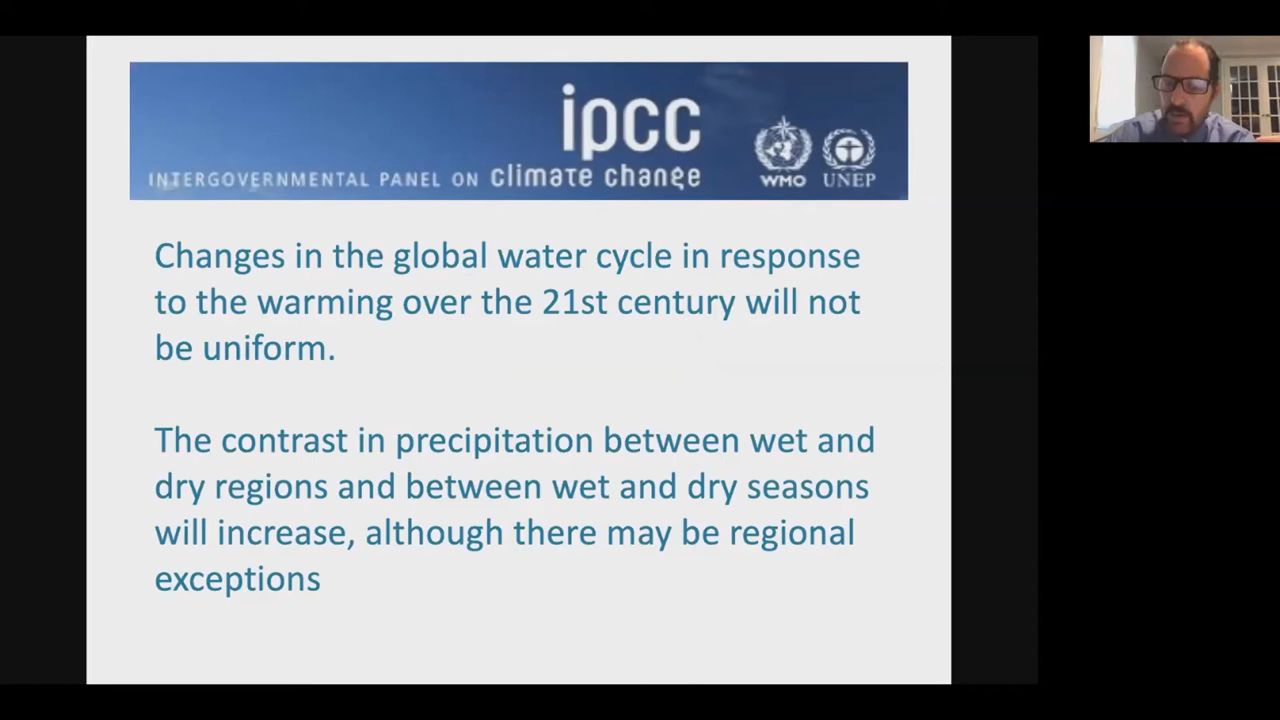 ipcc
INTERGOVERNMENTAL PANEL ON climate change
WMO UNEP
Changes in the global water cycle in response
to the warming over the 21st century will not
be uniform.
The contrast in precipitation between wet and
dry regions and between wet and dry seasons
will increase, although there may be regional
exceptions